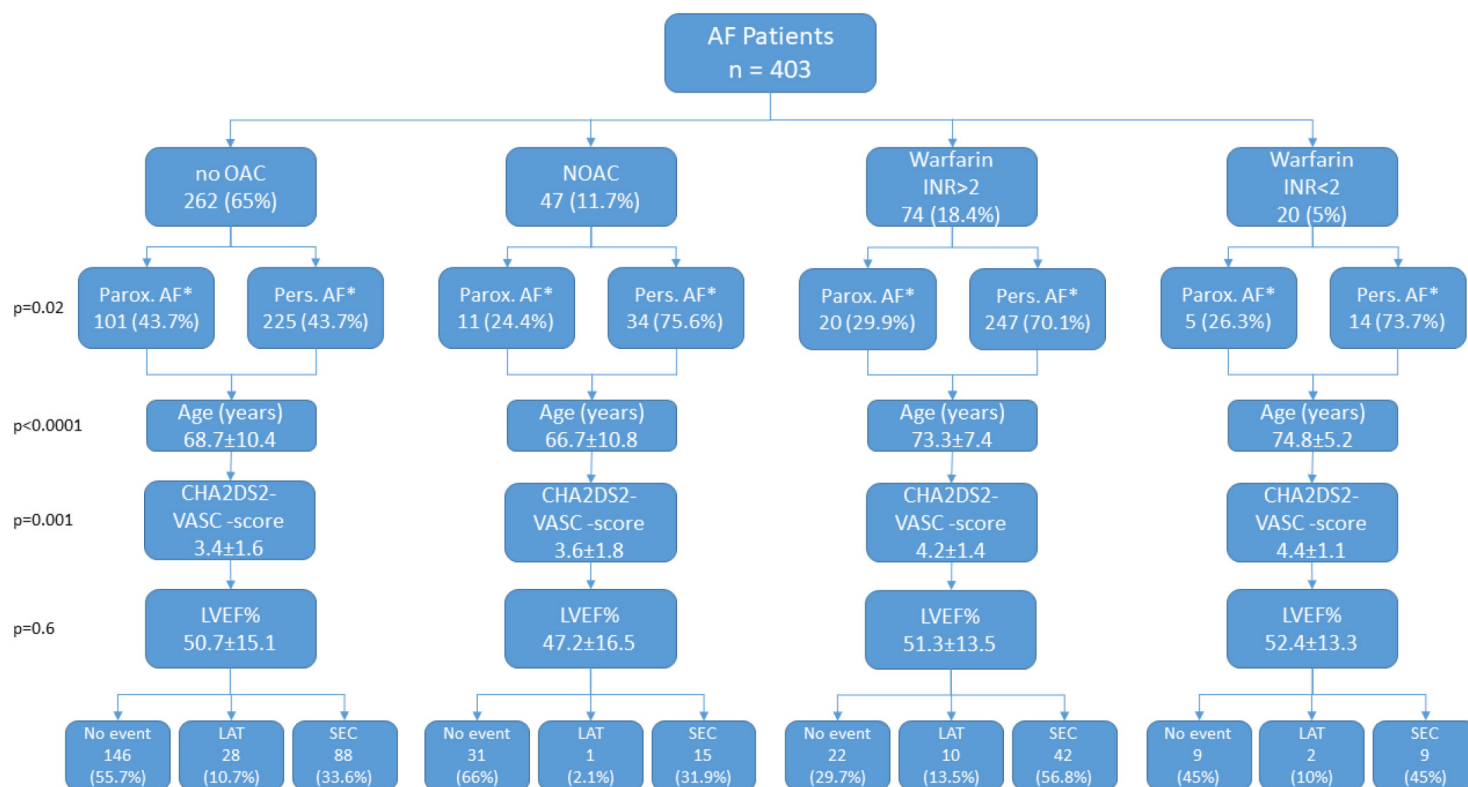 AF Patients
n = 403
no OAC
262 (65%)
NOAC
47 (11.7%)
Warfarin
INR>2
74 (18.4%)
Warfarin
INR<2
20 (5%)
p=0.02
Parox. AF*
101 (43.7%)
Pers. AF*
225 (43.7%)
Parox. AF*
11 (24.4%)
Pers. AF*
34 (75.6%)
Parox. AF*
20 (29.9%)
Pers. AF*
247 (70.1%)
Parox. AF*
5 (26.3%)
Pers. AF*
14 (73.7%)
p<0.0001
Age (years)
68.7±10.4
Age (years)
66.7±10.8
Age (years)
73.3±7.4
Age (years)
74.8±5.2
p=0.001
CHA2DS2-
VASC -score
3.4±1.6
CHA2DS2-
VASC -score
3.6±1.8
CHA2DS2-
VASC -score
4.2±1.4
CHA2DS2-
VASC -score
4.4±1.1
p=0.6
LVEF%
50.7±15.1
LVEF%
47.2±16.5
LVEF%
51.3±13.5
LVEF%
52.4±13.3
No event
146
(55.7%)
LAT
28
(10.7%)
SEC
88
(33.6%)
No event
31
(66%)
LAT
1
(2.1%)
SEC
15
(31.9%)
No event
22
(29.7%)
LAT
10
(13.5%)
SEC
42
(56.8%)
No event
9
(45%)
LAT
2
(10%)
SEC
9
(45%)